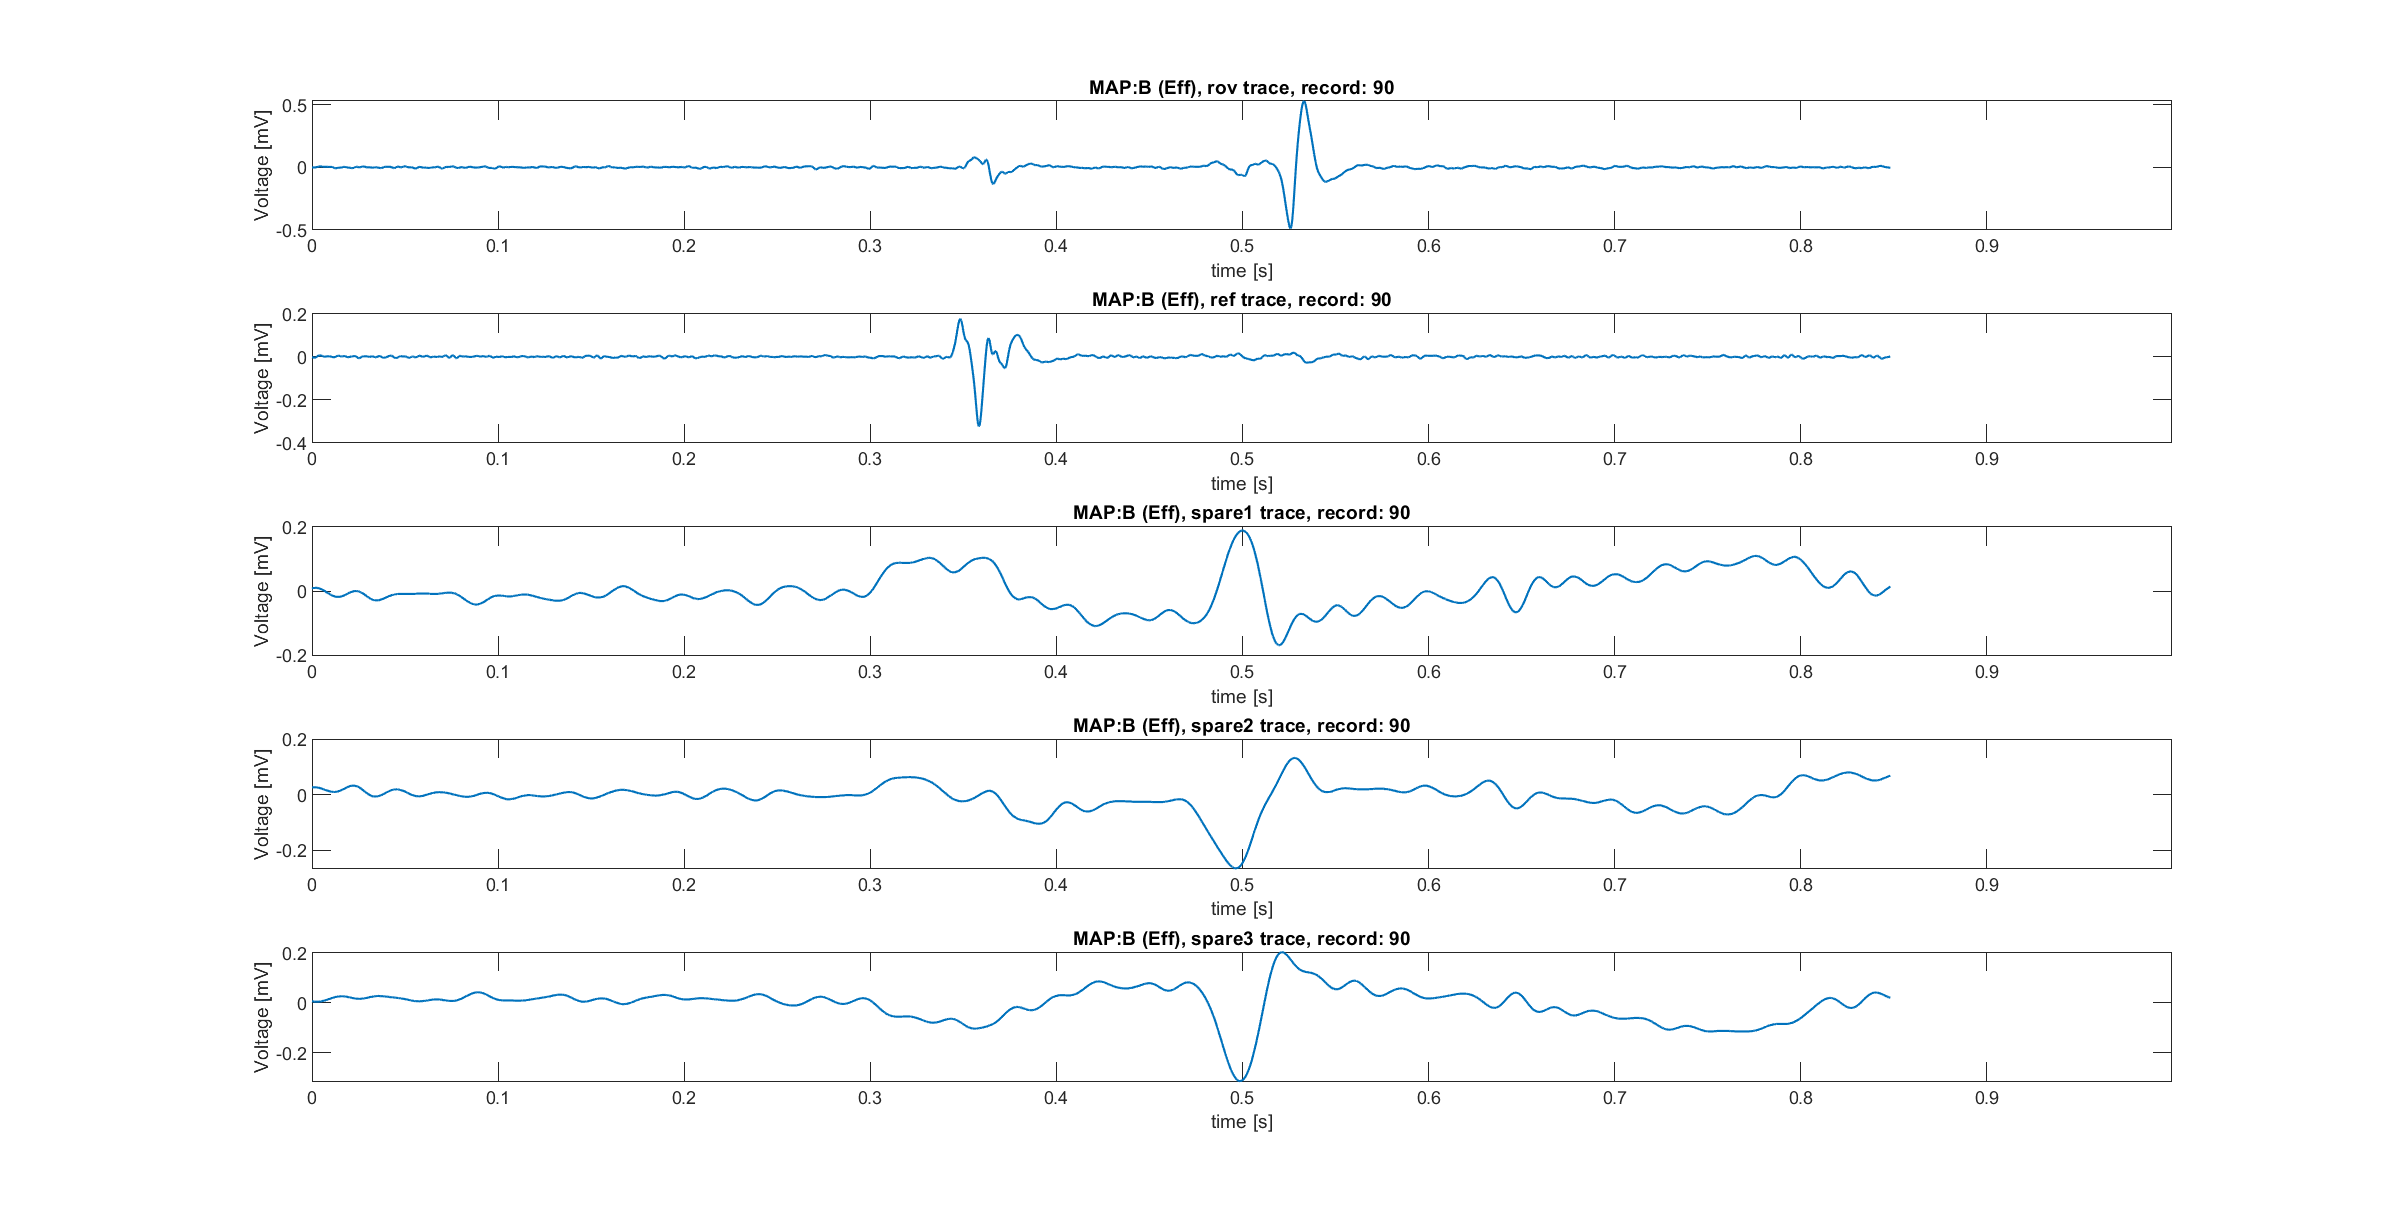 MAP:B (Eff), rov trace, record: 90
0.5
0
-0.5
Voltage [mV]
0 0.1 0.2 0.3 0.4 0.5 0.6 0.7 0.8 0.9
time [s]
MAP:B (Eff), ref trace, record: 90
0.2
0
-0.2
-0.4
Voltage [mV]
0 0.1 0.2 0.3 0.4 0.5 0.6 0.7 0.8 0.9
time [s]
MAP:B (Eff), spare1 trace, record: 90
0.2
0
-0.2
Voltage [mV]
0 0.1 0.2 0.3 0.4 0.5 0.6 0.7 0.8 0.9
time [s]
MAP:B (Eff), spare2 trace, record: 90
0.2
0
-0.2
Voltage [mV]
0 0.1 0.2 0.3 0.4 0.5 0.6 0.7 0.8 0.9
time [s]
MAP:B (Eff), spare3 trace, record: 90
0.2
0
-0.2
Voltage [mV]
0 0.1 0.2 0.3 0.4 0.5 0.6 0.7 0.8 0.9
time [s]